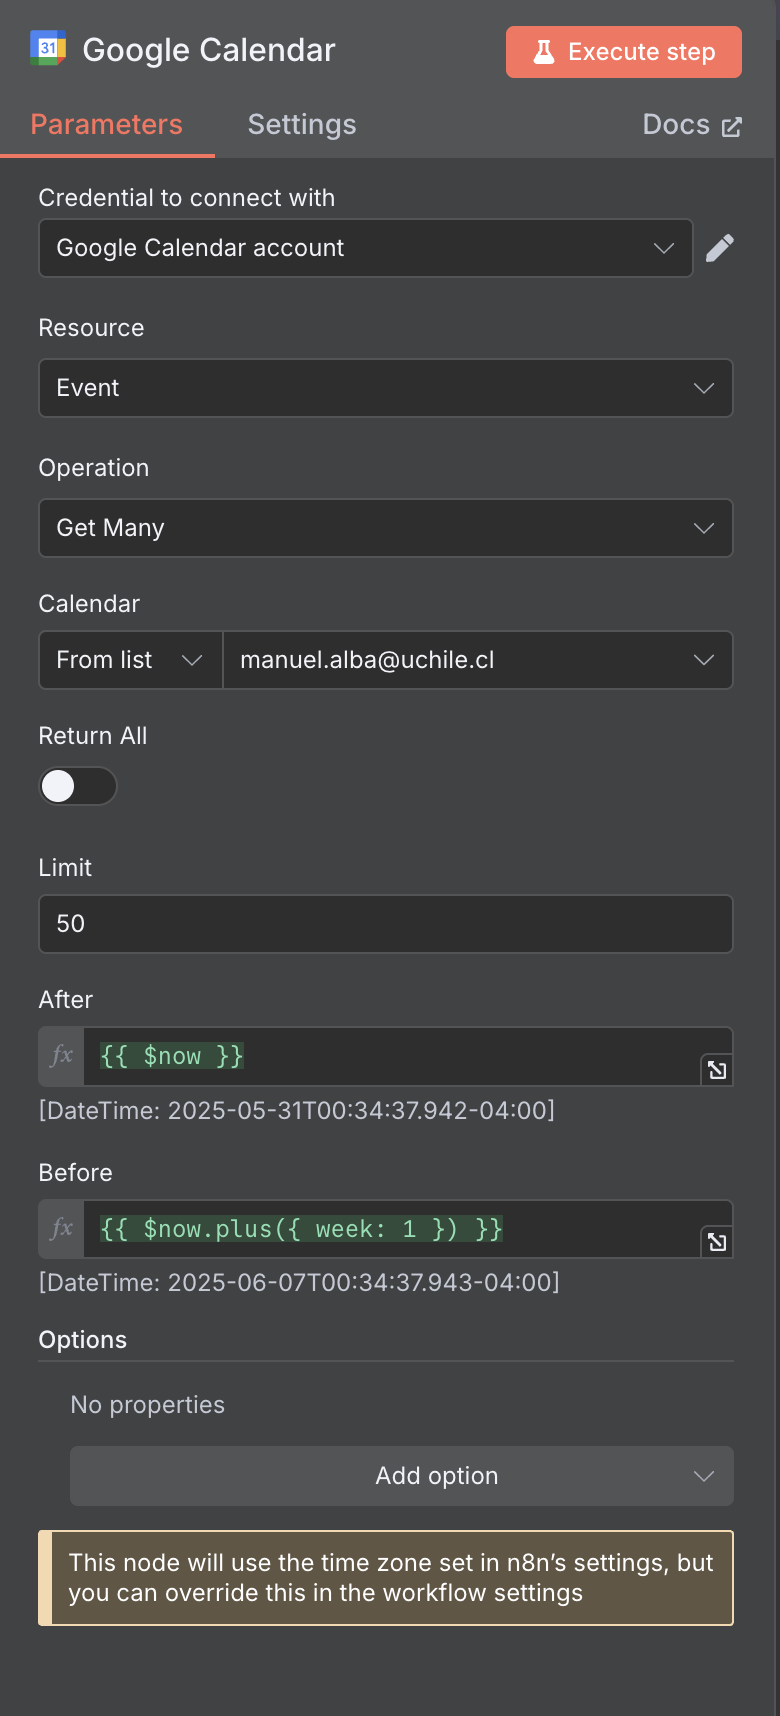 31 Google Calendar
Execute step
Parameters Settings Docs
Credential to connect with
Google Calendar account
Resource
Event
Operation
Get Many
Calendar
From list manuel.alba@uchile.cl
Return All
Limit
50
After
fx {{ $now }}
[DateTime: 2025-05-31T00:34:37.942-04:00]
Before
fx {{ $now.plus({ week: 1 }) }}
[DateTime: 2025-06-07T00:34:37.943-04:00]
Options
No properties
Add option
This node will use the time zone set in n8n’s settings, but
you can override this in the workflow settings